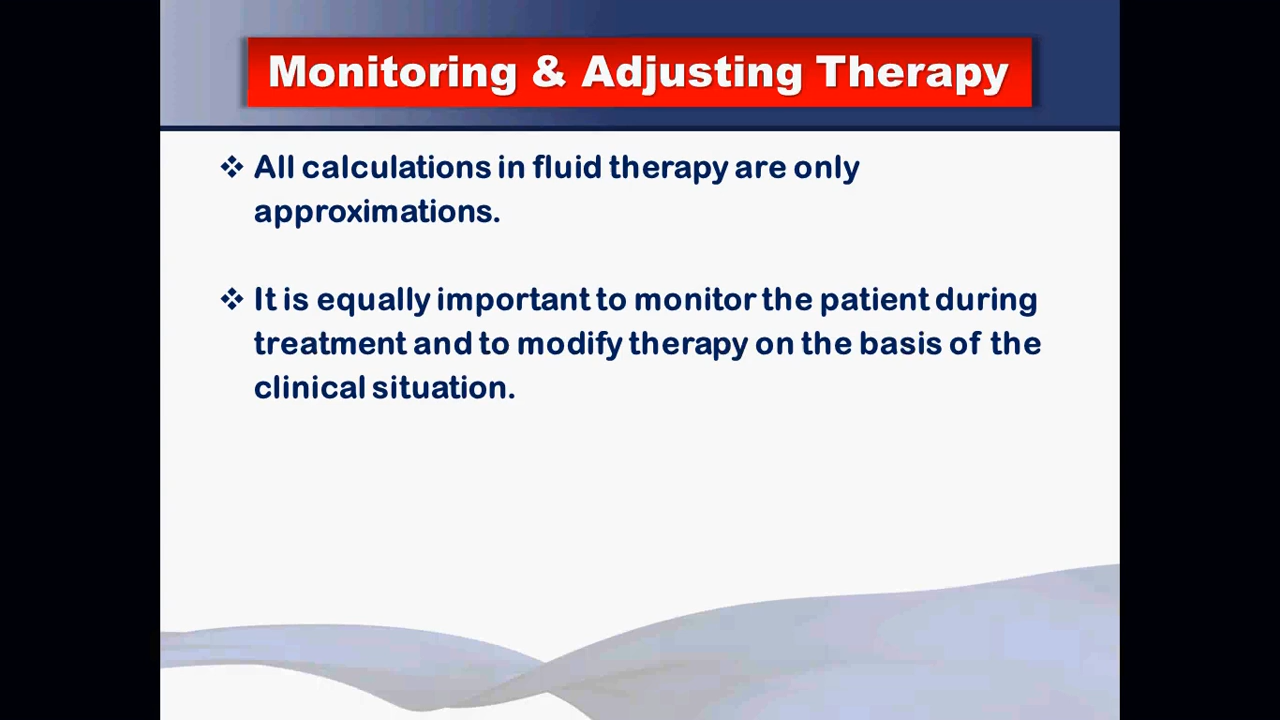 Monitoring & Adjusting Therapy
❖ All calculations in fluid therapy are only
approximations.
❖ It is equally important to monitor the patient during
treatment and to modify therapy on the basis of the
clinical situation.